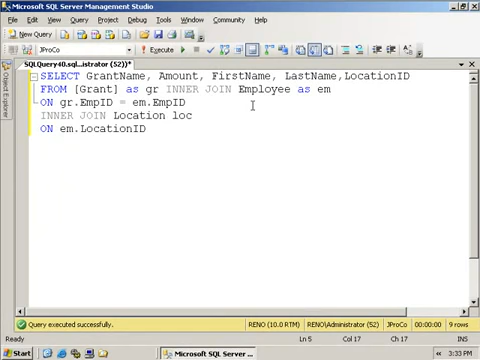 Microsoft SQL Server Management Studio
File Edit View Query Project Debug Tools Window Community Help
New Query
JProCo Execute
SQLQuery40.sql...istrator (52))*
Object Explorer
SELECT GrantName, Amount, FirstName, LastName,LocationID
FROM [Grant] as gr INNER JOIN Employee as em
ON gr.EmpID = em.EmpID
INNER JOIN Location loc
ON em.LocationID
Query executed successfully. RENO (10.0 RTM) RENO\Administrator (52) JProCo 00:00:00 0 rows
Ready Ln 5 Col 17 Ch 17 INS
Start Microsoft SQL Server ... 3:33 PM